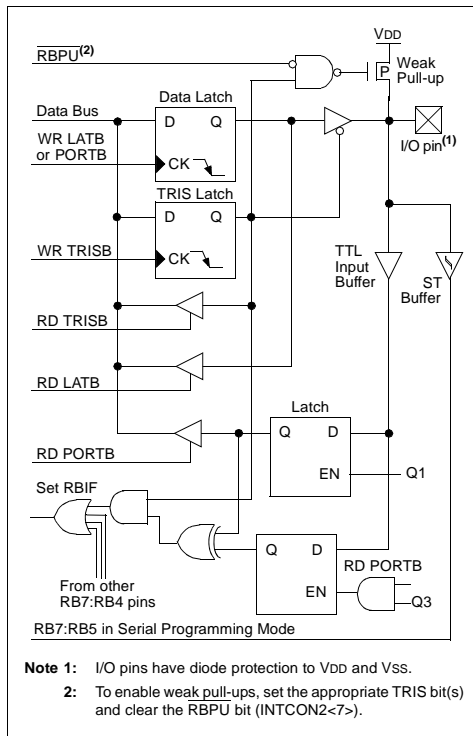 VDD
RBPU(2)
Weak
Pull-up
P
Data Bus
Data Latch
D Q
WR LATB
or PORTB
CK
I/O pin(1)
TRIS Latch
D Q
WR TRISB
CK
TTL
Input
Buffer
ST
Buffer
RD TRISB
RD LATB
Latch
Q D
RD PORTB
EN
Q1
Set RBIF
Q D
RD PORTB
EN
Q3
From other
RB7:RB4 pins
RB7:RB5 in Serial Programming Mode
Note 1: I/O pins have diode protection to VDD and VSS.
2: To enable weak pull-ups, set the appropriate TRIS bit(s)
and clear the RBPU bit (INTCON2<7>).